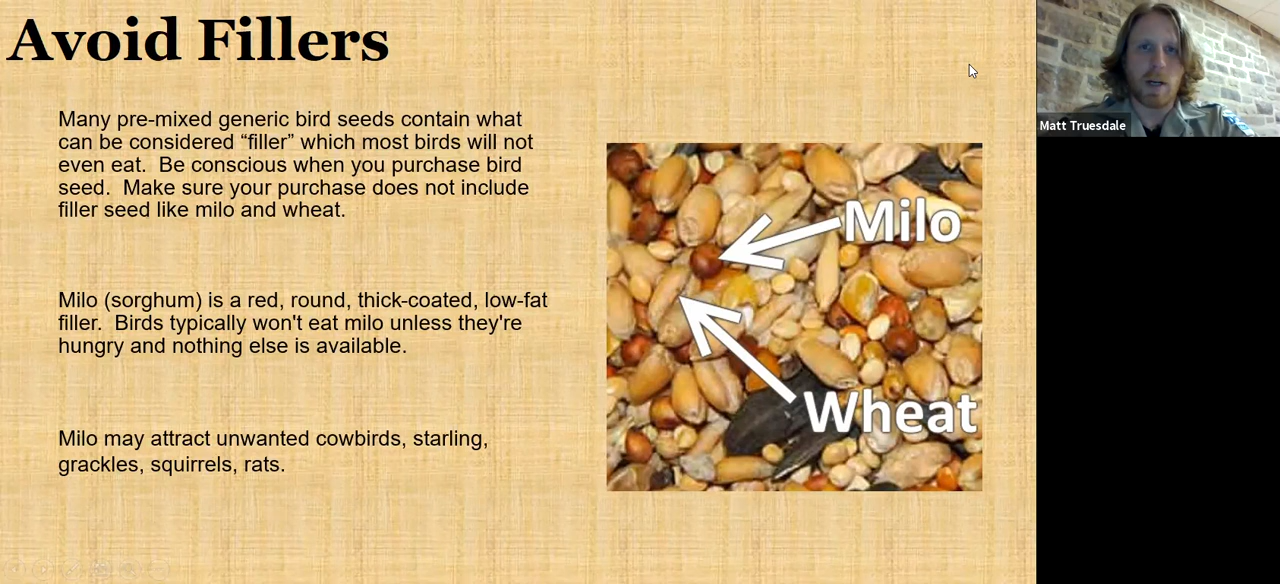 Avoid Fillers
Many pre-mixed generic bird seeds contain what
can be considered “filler” which most birds will not
even eat.  Be conscious when you purchase bird
seed.  Make sure your purchase does not include
filler seed like milo and wheat.
Milo (sorghum) is a red, round, thick-coated, low-fat
filler.  Birds typically won't eat milo unless they're
hungry and nothing else is available.
Milo may attract unwanted cowbirds, starling,
grackles, squirrels, rats.
Milo
Wheat
Matt Truesdale